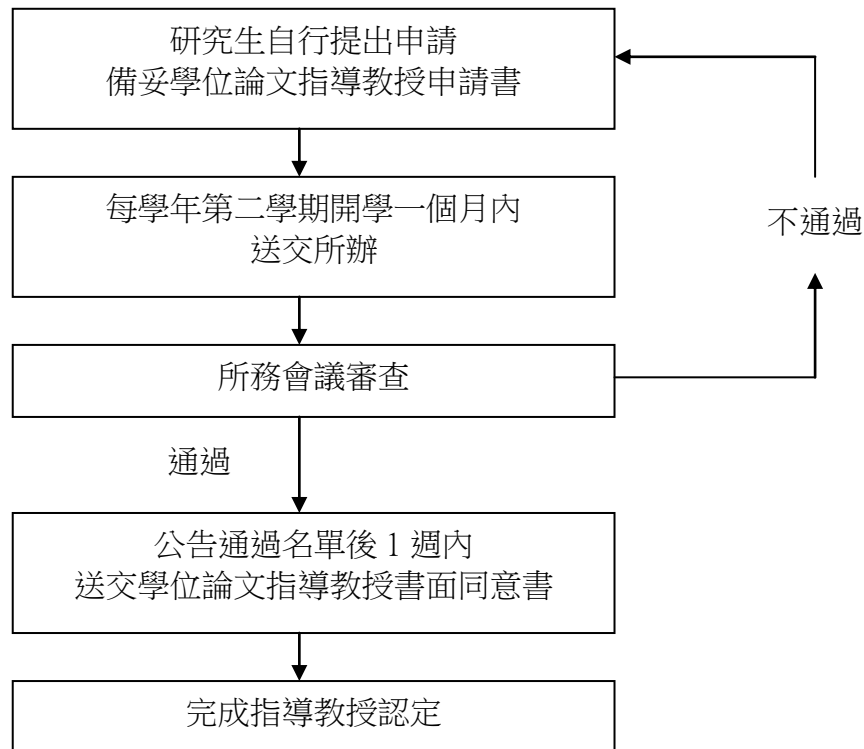 研究生自行提出申請
備妥學位論文指導教授申請書
每學年第二學期開學一個月內
送交所辦
不通過
所務會議審查
通過
公告通過名單後 1 週內
送交學位論文指導教授書面同意書
完成指導教授認定